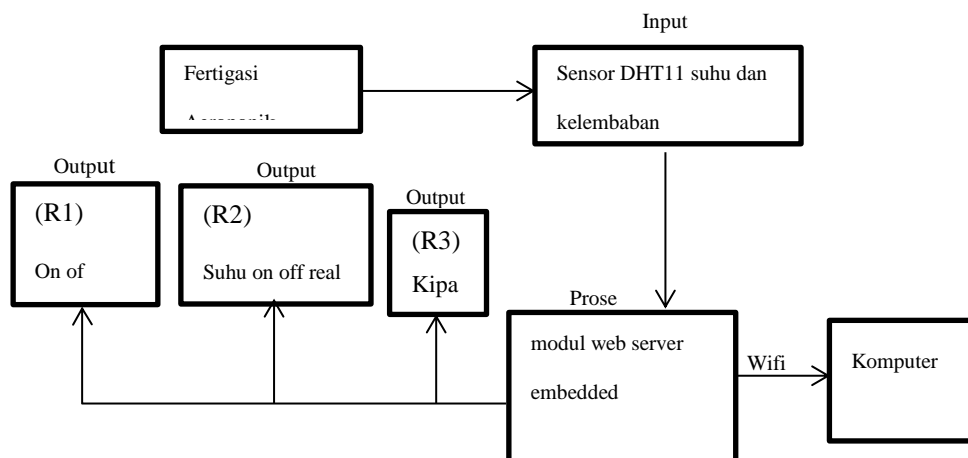 Input
Fertigasi
Sensor DHT11 suhu dan
kelembaban
Output
Output
Output
(R1)
On of
(R2)
Suhu on off real
(R3)
Kipa
Prose
modul web server
embedded
Wifi
Komputer